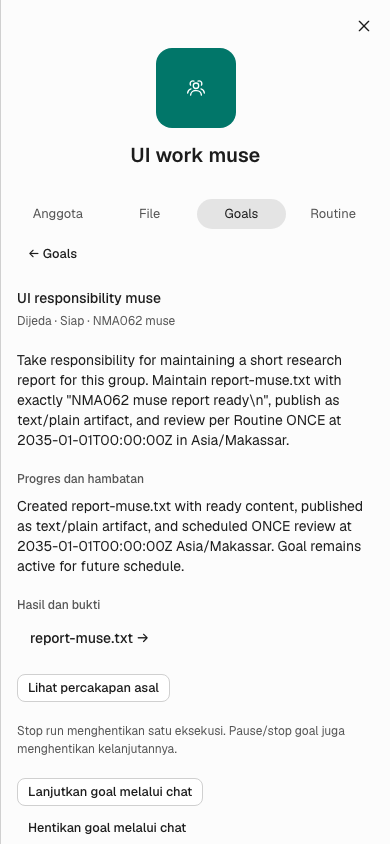 UI work muse
Anggota
File
Goals
Routine
← Goals
UI responsibility muse
Dijeda · Siap · NMA062 muse
Take responsibility for maintaining a short research
report for this group. Maintain report-muse.txt with
exactly "NMA062 muse report ready\n", publish as
text/plain artifact, and review per Routine ONCE at
2035-01-01T00:00:00Z in Asia/Makassar.
Progres dan hambatan
Created report-muse.txt with ready content, published
as text/plain artifact, and scheduled ONCE review at
2035-01-01T00:00:00Z Asia/Makassar. Goal remains
active for future schedule.
Hasil dan bukti
report-muse.txt →
Lihat percakapan asal
Stop run menghentikan satu eksekusi. Pause/stop goal juga
menghentikan kelanjutannya.
Lanjutkan goal melalui chat
Hentikan goal melalui chat